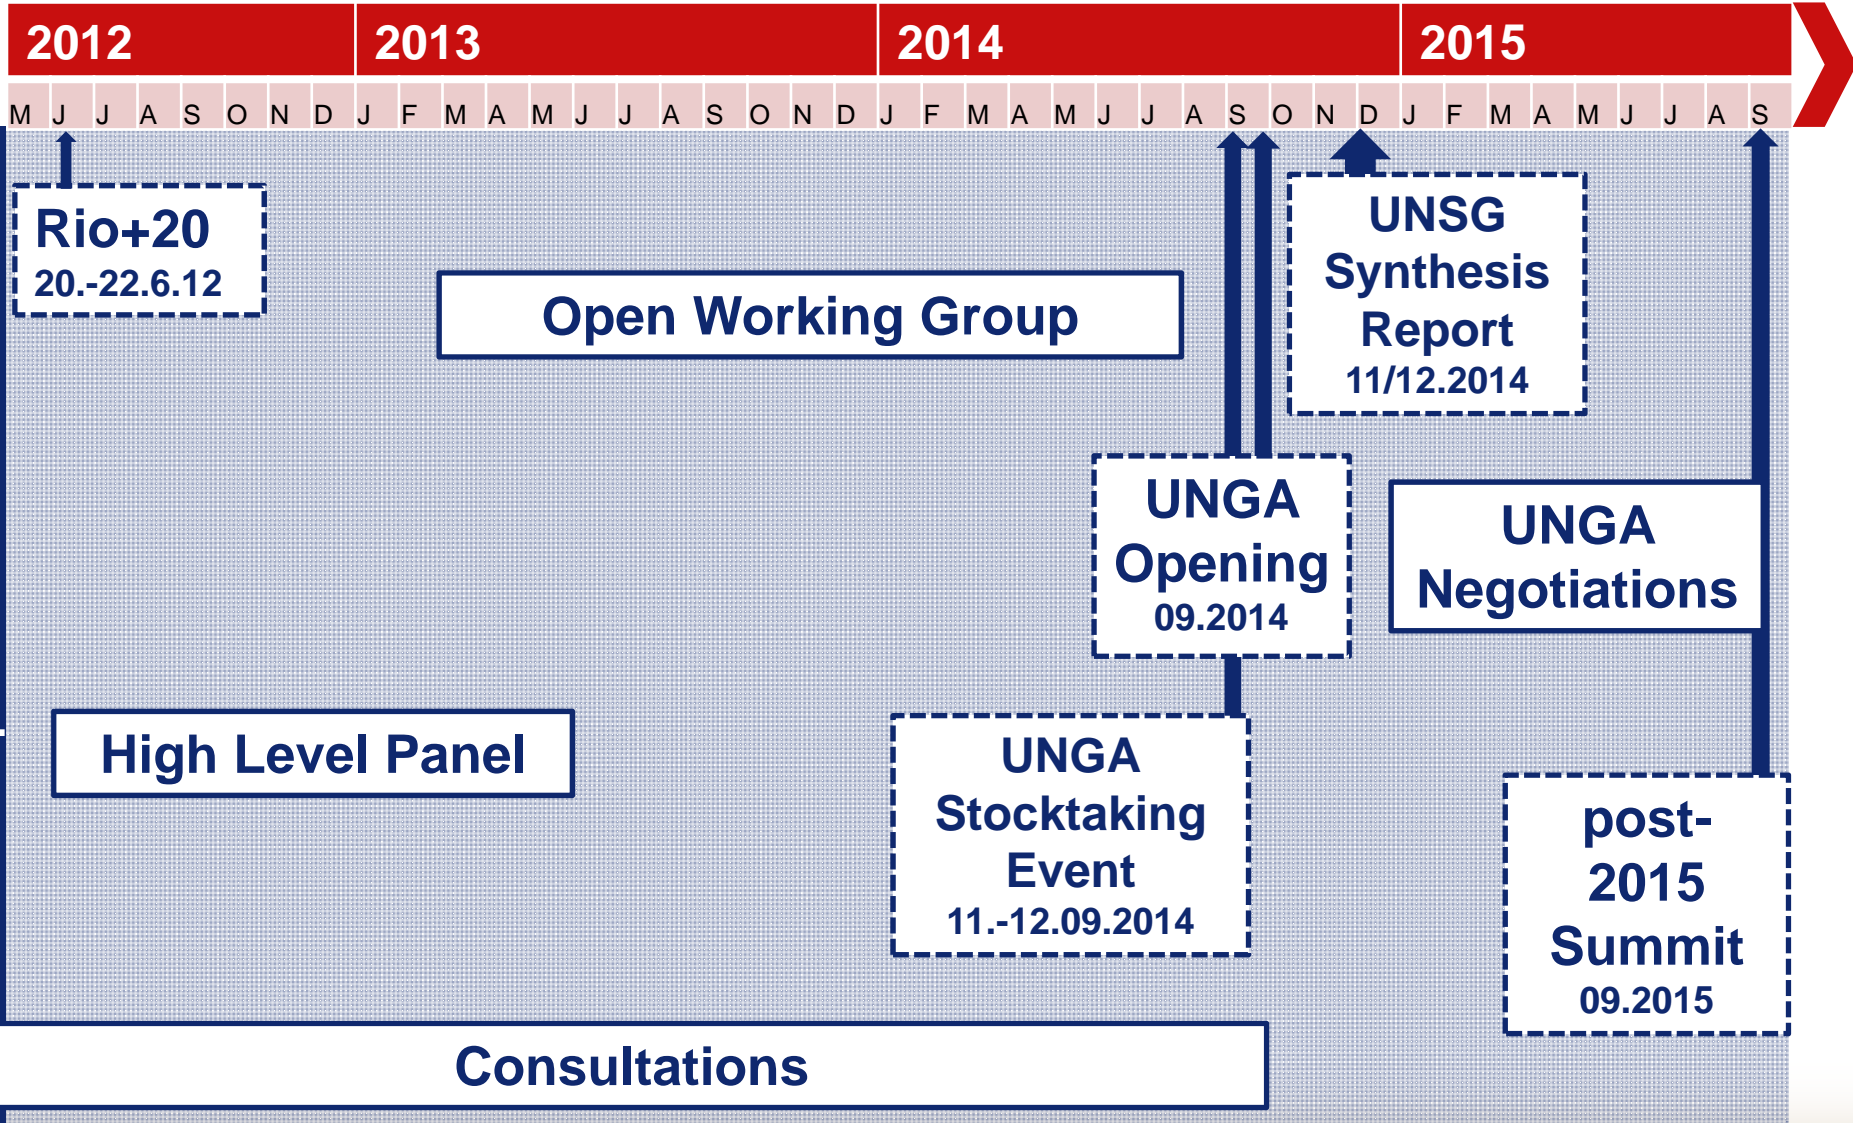 2012 2013 2014 2015
M J J A S O N D J F M A M J J A S O N D J F M A M J J A S O N D J F M A M J J A S
Rio+20
20.-22.6.12
Open Working Group
UNSG
Synthesis
Report
11/12.2014
UNGA
Opening
09.2014
UNGA
Negotiations
High Level Panel
UNGA
Stocktaking
Event
11.-12.09.2014
post-
2015
Summit
09.2015
Consultations